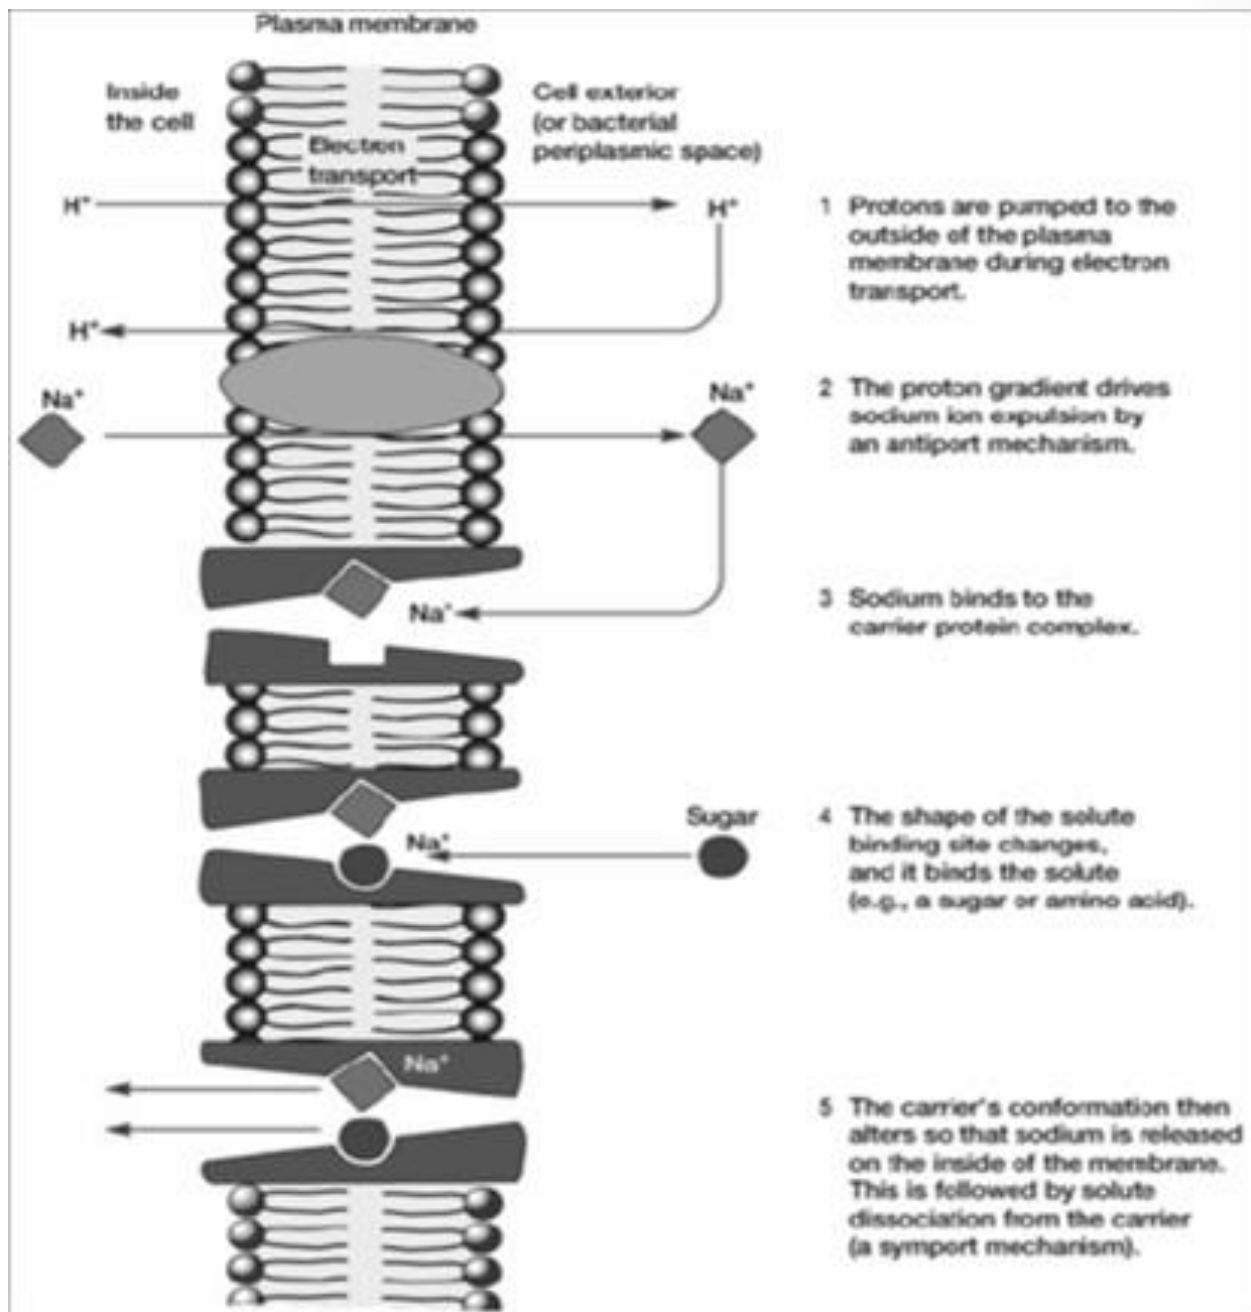 Plasma membrane
Inside
the cell
Cell exterior
(or bacterial
periplasmic space)
Electron
transport
H⁺
H⁺
1 Protons are pumped to the
outside of the plasma
membrane during electron
transport.
H⁺
Na⁺
Na⁺
2 The proton gradient drives
sodium ion expulsion by
an antiport mechanism.
Na⁺
3 Sodium binds to the
carrier protein complex.
Sugar
Na⁺
4 The shape of the solute
binding site changes,
and it binds the solute
(e.g., a sugar or amino acid).
Na⁺
5 The carrier's conformation then
alters so that sodium is released
on the inside of the membrane.
This is followed by solute
dissociation from the carrier
(a symport mechanism).